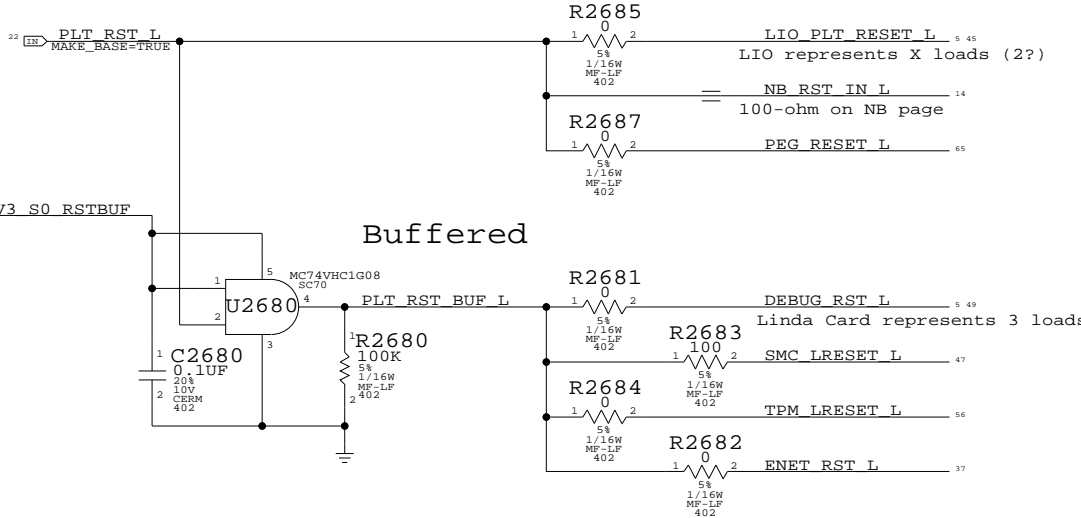 R2685
22 IN PLT_RST_L
MAKE_BASE=TRUE
1 0 2
5%
1/16W
MF-LF
402
LIO_PLT_RESET_L 5 45
LIO represents X loads (2?)
NB_RST_IN_L 14
100-ohm on NB page
R2687
1 0 2
5%
1/16W
MF-LF
402
PEG_RESET_L 65
V3_S0_RSTBUF
Buffered
5
MC74VHC1G08
SC70
1
U2680
4
2
3
PLT_RST_BUF_L
R2681
1 0 2
5%
1/16W
MF-LF
402
DEBUG_RST_L 5 49
Linda Card represents 3 loads
1
C2680
0.1UF
20%
10V
CERM
402
2
1
R2680
100K
5%
1/16W
MF-LF
402
2
R2683
1 100 2
5%
1/16W
MF-LF
402
SMC_LRESET_L 47
R2684
1 0 2
5%
1/16W
MF-LF
402
TPM_LRESET_L 56
R2682
1 0 2
5%
1/16W
MF-LF
402
ENET_RST_L 37